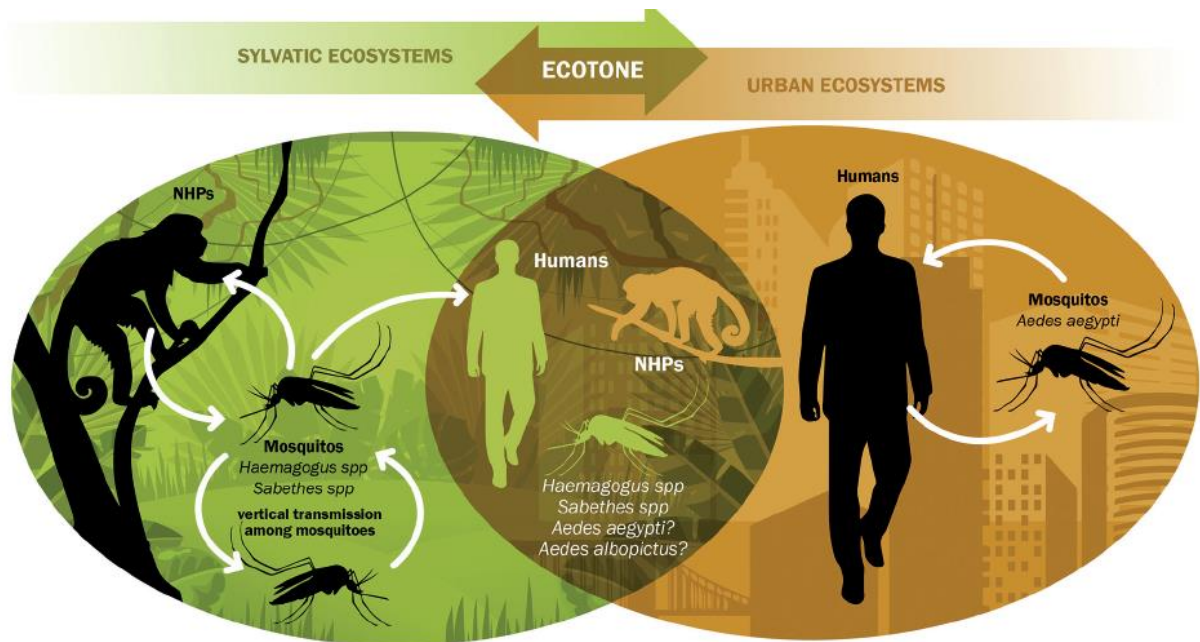 SYLVATIC ECOSYSTEMS
ECOTONE
URBAN ECOSYSTEMS
NHPs
Mosquitos
Haemagogus spp
Sabethes spp
vertical transmission
among mosquitoes
Humans
NHPs
Haemagogus spp
Sabethes spp
Aedes aegypti?
Aedes albopictus?
Humans
Mosquitos
Aedes aegypti